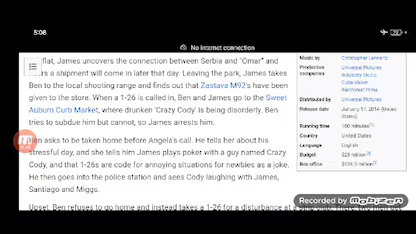 5:08
No internet connection
flat, James uncovers the connection between Serbia and "Omar" and
rs a shipment will come in later that day. Leaving the park, James takes
Ben to the local shooting range and finds out that Zastava M92's have
been given to the store. When a 1-26 is called in, Ben and James go to the Sweet
Auburn Curb Market, where drunken 'Crazy Cody' is being disorderly. Ben
tries to subdue him but cannot, so James arrests him.
Ben asks to be taken home before Angela's call. He tells her about his
stressful day, and she tells him James plays poker with a guy named Crazy
Cody, and that 1-26s are code for annoying situations for newbies as a joke.
He then goes into the police station and sees Cody laughing with James,
Santiago and Miggs.
Upset, Ben refuses to go home and instead takes a 1-26 for a disturbance at a
Music by Christopher Lennertz
Production companies Universal Pictures
Relativity Media
Cube Vision
Rainforest Films
Distributed by Universal Pictures
Release date January 17, 2014 (United States)
Running time 100 minutes
Country United States
Language English
Budget $25 million
Box office million
Recorded by
MOBIZEN